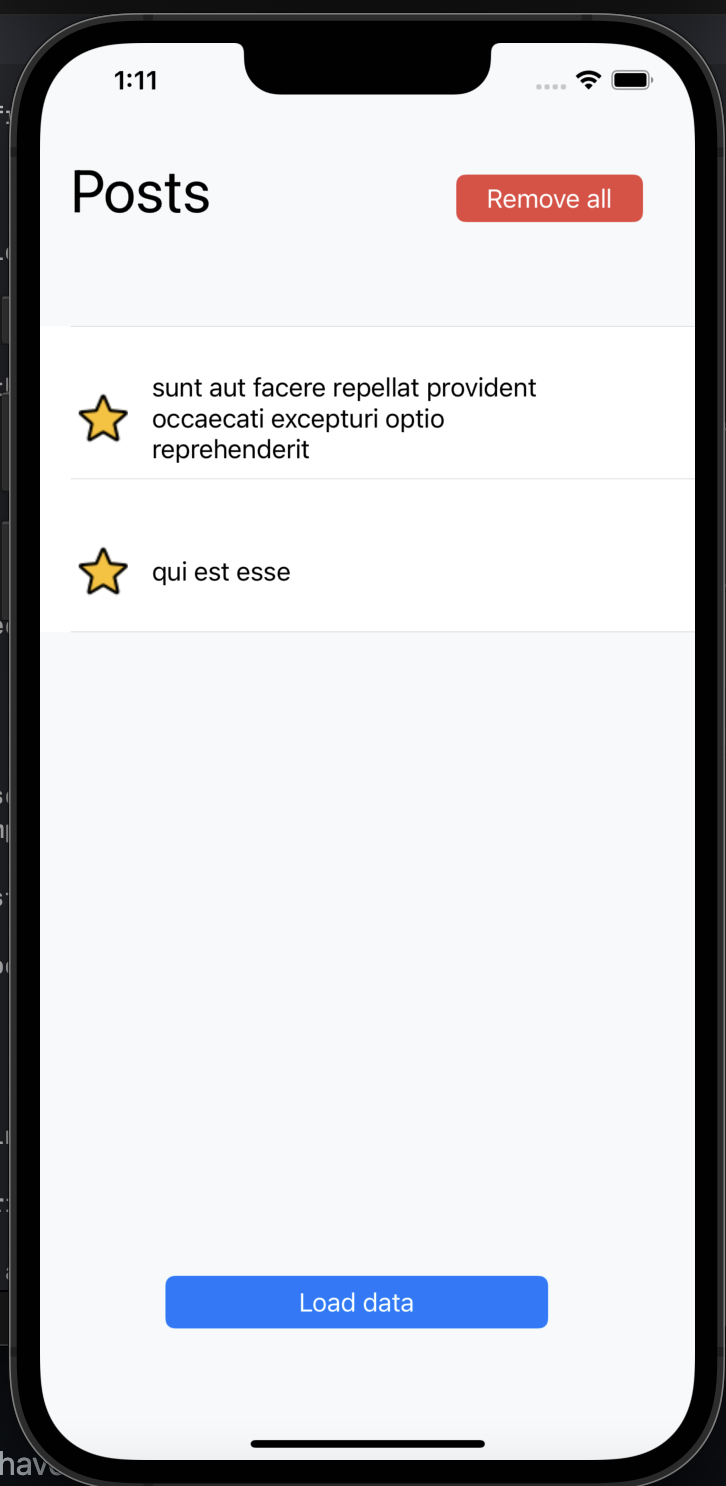 1:11
Posts
Remove all
sunt aut facere repellat provident
occaecati excepturi optio
reprehenderit
qui est esse
Load data